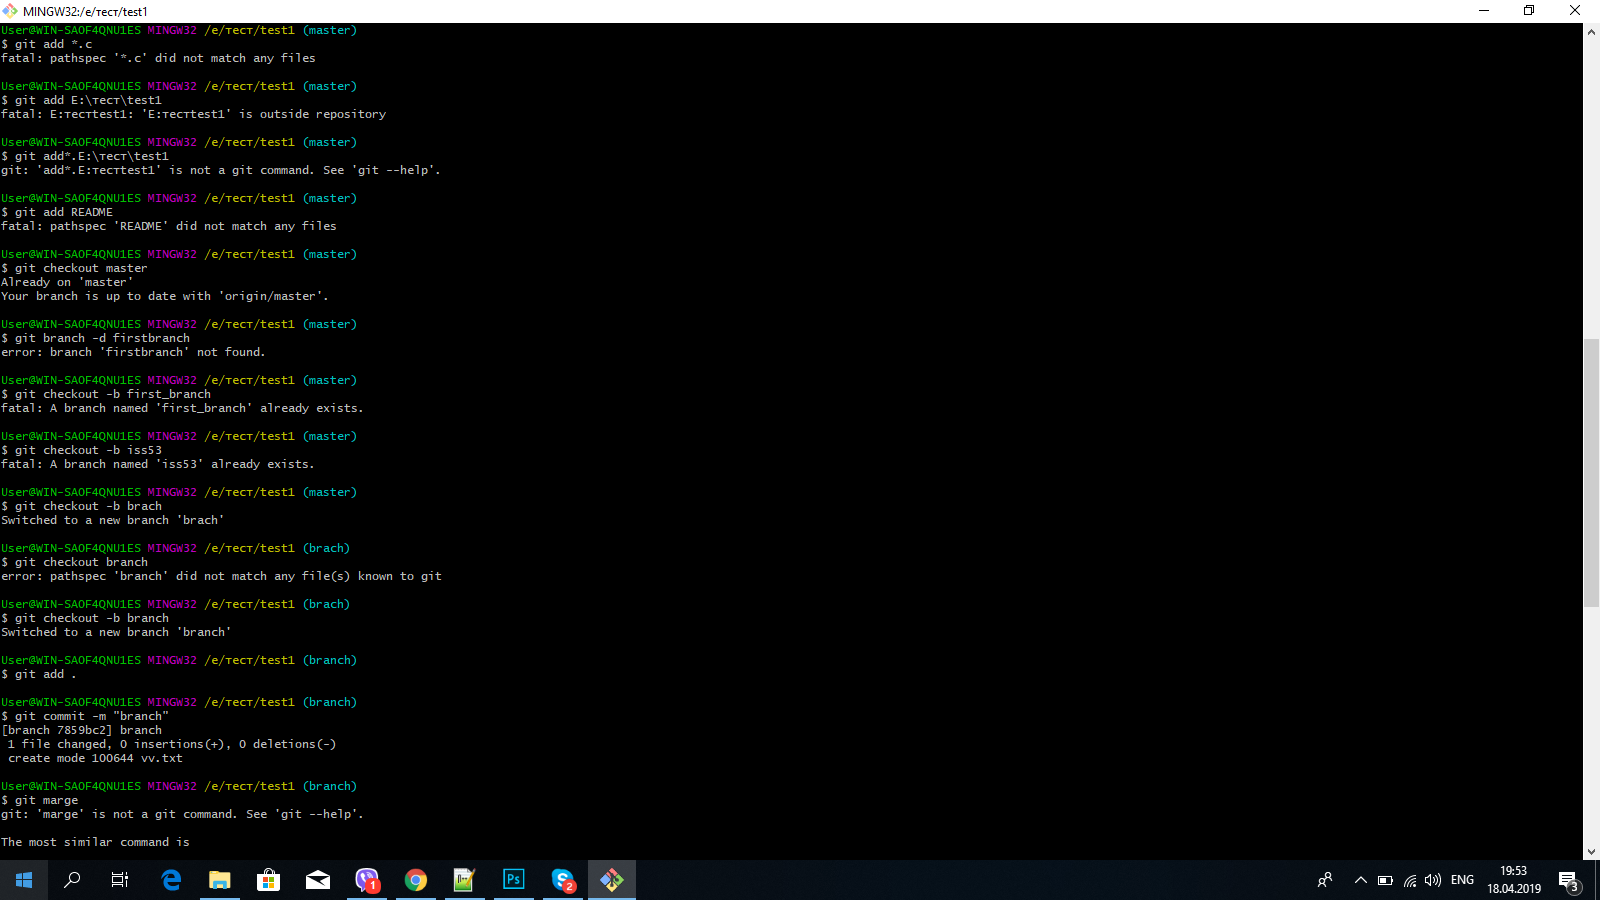 MINGW32:/e/тест/test1
User@WIN-SAOF4QNU1ES MINGW32 /e/тест/test1 (master)
$ git add *.c
fatal: pathspec '*.c' did not match any files
User@WIN-SAOF4QNU1ES MINGW32 /e/тест/test1 (master)
$ git add E:\тест\test1
fatal: E:тестtest1: 'E:тестtest1' is outside repository
User@WIN-SAOF4QNU1ES MINGW32 /e/тест/test1 (master)
$ git add*.E:\тест\test1
git: 'add*.E:тестtest1' is not a git command. See 'git --help'.
User@WIN-SAOF4QNU1ES MINGW32 /e/тест/test1 (master)
$ git add README
fatal: pathspec 'README' did not match any files
User@WIN-SAOF4QNU1ES MINGW32 /e/тест/test1 (master)
$ git checkout master
Already on 'master'
Your branch is up to date with 'origin/master'.
User@WIN-SAOF4QNU1ES MINGW32 /e/тест/test1 (master)
$ git branch -d firstbranch
error: branch 'firstbranch' not found.
User@WIN-SAOF4QNU1ES MINGW32 /e/тест/test1 (master)
$ git checkout -b first_branch
fatal: A branch named 'first_branch' already exists.
User@WIN-SAOF4QNU1ES MINGW32 /e/тест/test1 (master)
$ git checkout -b iss53
fatal: A branch named 'iss53' already exists.
User@WIN-SAOF4QNU1ES MINGW32 /e/тест/test1 (master)
$ git checkout -b brach
Switched to a new branch 'brach'
User@WIN-SAOF4QNU1ES MINGW32 /e/тест/test1 (brach)
$ git checkout branch
error: pathspec 'branch' did not match any file(s) known to git
User@WIN-SAOF4QNU1ES MINGW32 /e/тест/test1 (brach)
$ git checkout -b branch
Switched to a new branch 'branch'
User@WIN-SAOF4QNU1ES MINGW32 /e/тест/test1 (branch)
$ git add .
User@WIN-SAOF4QNU1ES MINGW32 /e/тест/test1 (branch)
$ git commit -m "branch"
[branch 7859bc2] branch
1 file changed, 0 insertions(+), 0 deletions(-)
create mode 100644 vv.txt
User@WIN-SAOF4QNU1ES MINGW32 /e/тест/test1 (branch)
$ git marge
git: 'marge' is not a git command. See 'git --help'.
The most similar command is
1
Ps
2
ENG
19:53
18.04.2019
3